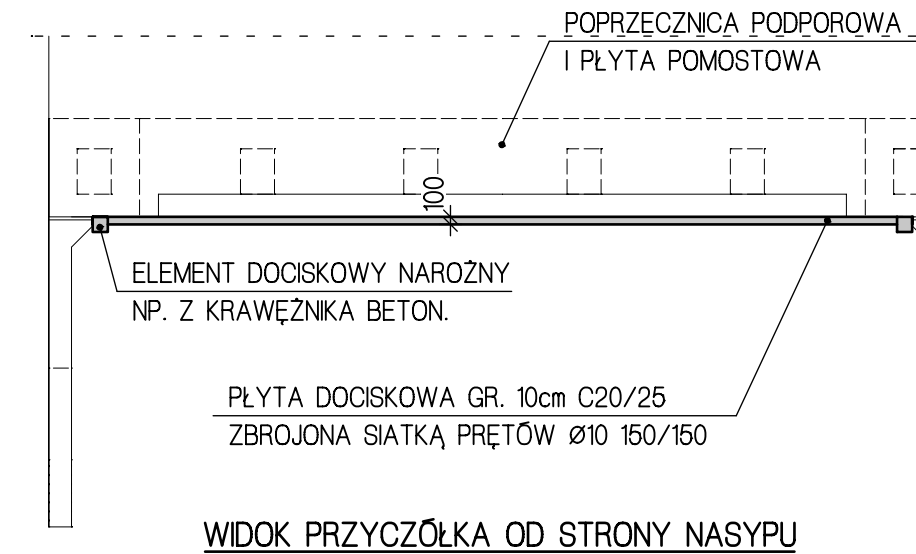 POPRZECZNICA PODPOROWA
I PŁYTA POMOSTOWA
100
ELEMENT DOCISKOWY NAROŻNY
NP. Z KRAWĘŻNIKA BETON.
PŁYTA DOCISKOWA GR. 10cm C20/25
ZBROJONA SIATKĄ PRĘTÓW Ø10 150/150
WIDOK PRZYCZÓŁKA OD STRONY NASYPU